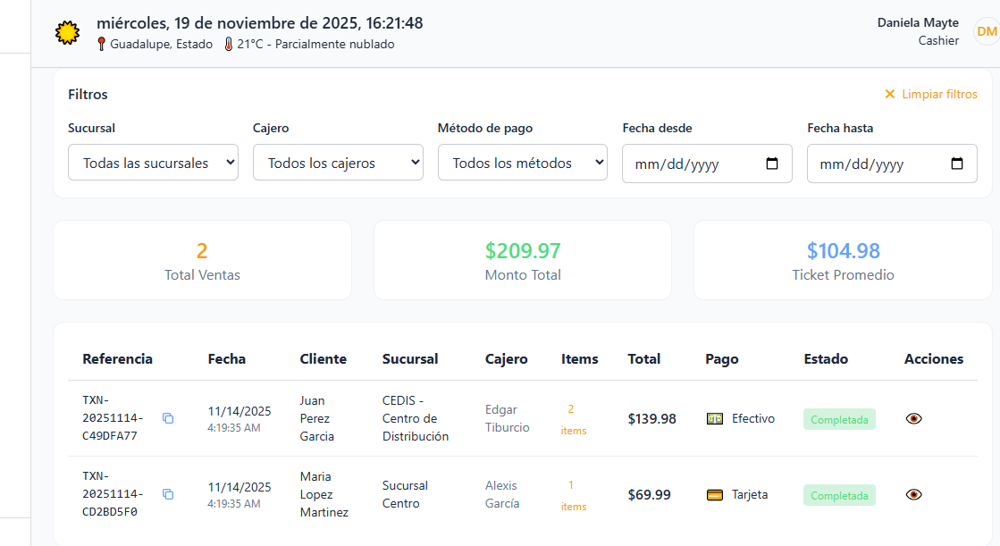 miércoles, 19 de noviembre de 2025, 16:21:48
Guadalupe, Estado 21°C - Parcialmente nublado
Daniela Mayte
Cashier
DM
Filtros
Limpiar filtros
Sucursal Cajero Método de pago Fecha desde Fecha hasta
Todas las sucursales Todos los cajeros Todos los métodos mm/dd/yyyy mm/dd/yyyy
2 $209.97 $104.98
Total Ventas Monto Total Ticket Promedio
Referencia Fecha Cliente Sucursal Cajero Items Total Pago Estado Acciones
TXN-
20251114-
C49DFA77
11/14/2025
4:19:35 AM
Juan
Perez
Garcia
CEDIS -
Centro de
Distribución
Edgar
Tiburcio
2
items
$139.98
Efectivo
Completada
TXN-
20251114-
CD2BD5F0
11/14/2025
4:19:35 AM
Maria
Lopez
Martinez
Sucursal
Centro
Alexis
García
1
items
$69.99
Tarjeta
Completada